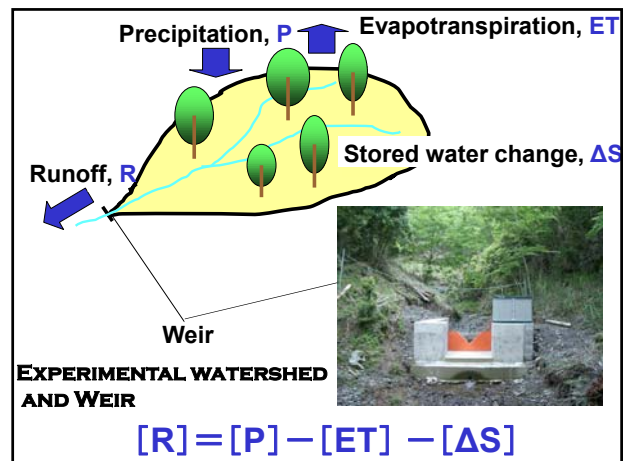 Precipitation, P
Evapotranspiration, ET
Stored water change, ΔS
Runoff, R
Weir
EXPERIMENTAL WATERSHED
AND WEIR
[R]=[P]-[ET] -[ΔS]